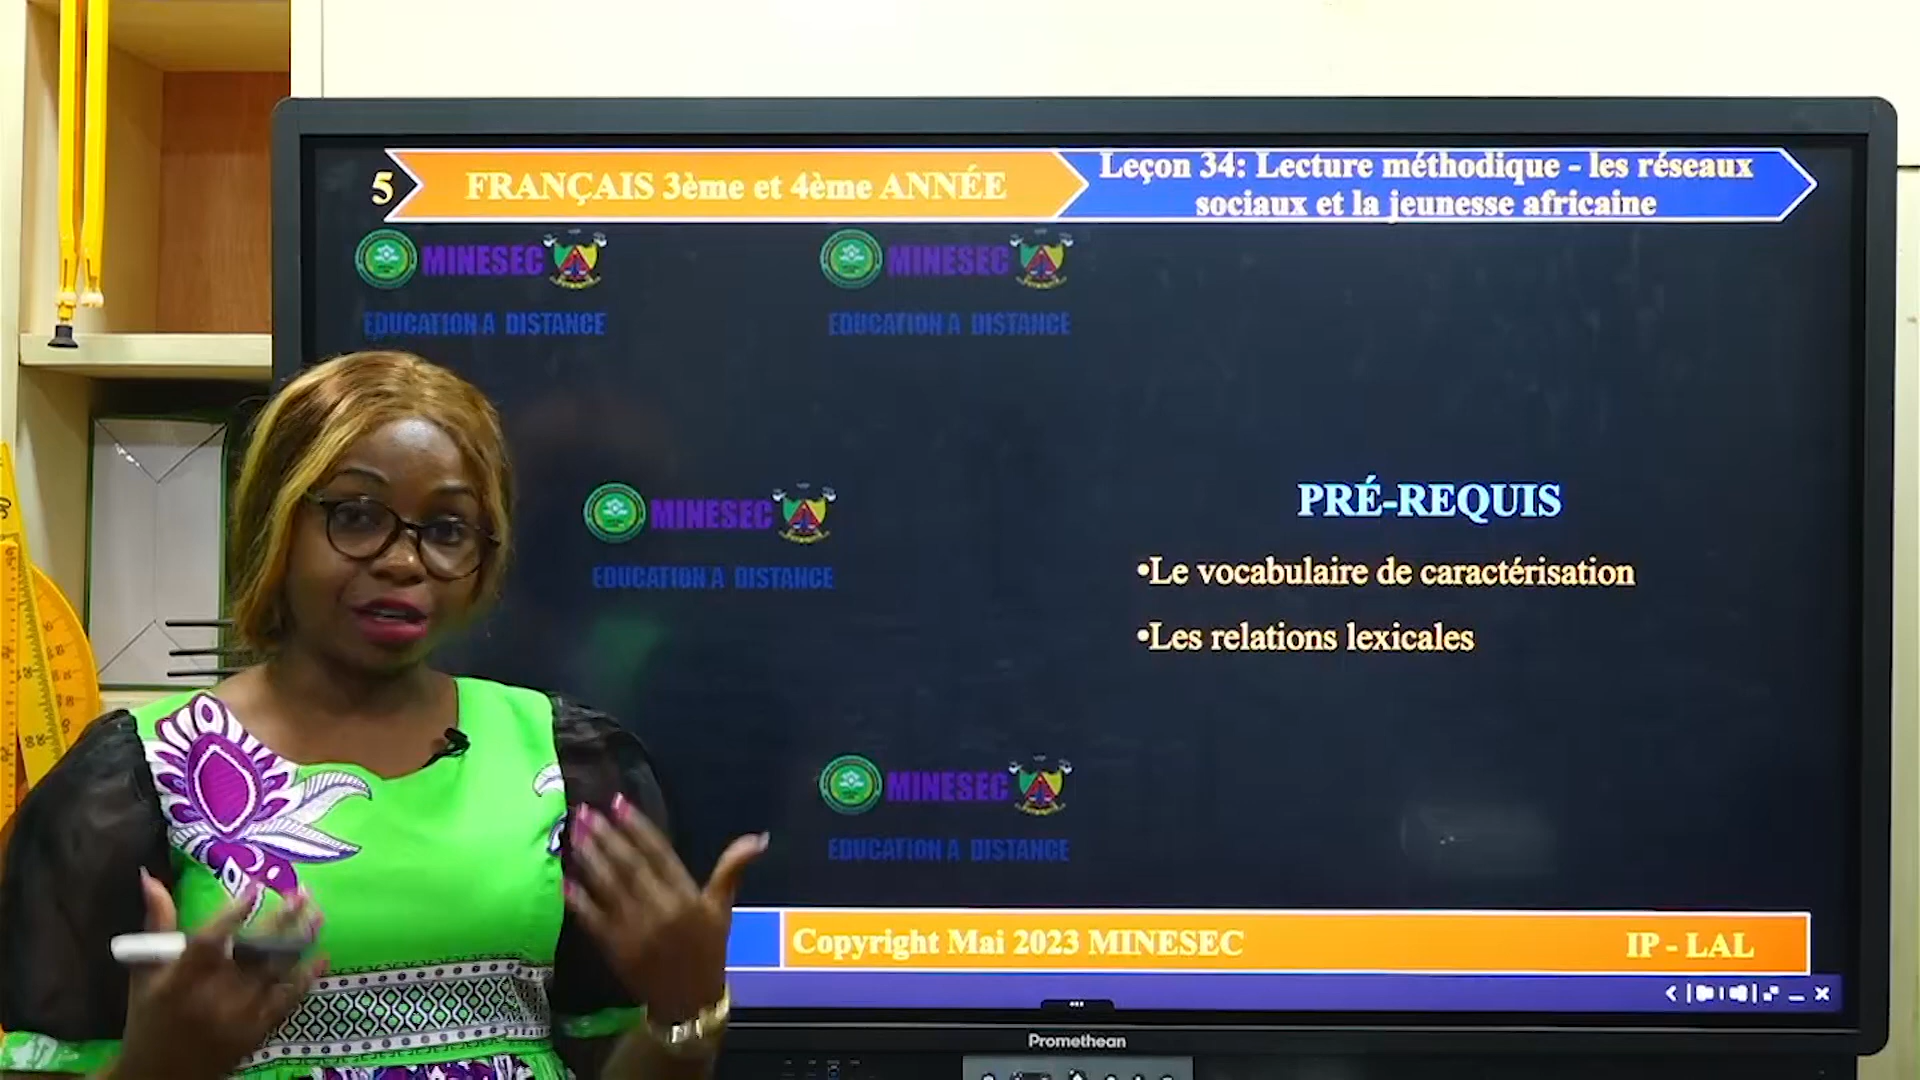 5
FRANÇAIS 3ème et 4ème ANNÉE
Leçon 34: Lecture méthodique - les réseaux
sociaux et la jeunesse africaine
MINESEC
EDUCATION A DISTANCE
MINESEC
EDUCATION A DISTANCE
MINESEC
EDUCATION A DISTANCE
PRÉ-REQUIS
•Le vocabulaire de caractérisation
•Les relations lexicales
MINESEC
EDUCATION A DISTANCE
Copyright Mai 2023 MINESEC
IP - LAL
Promethean